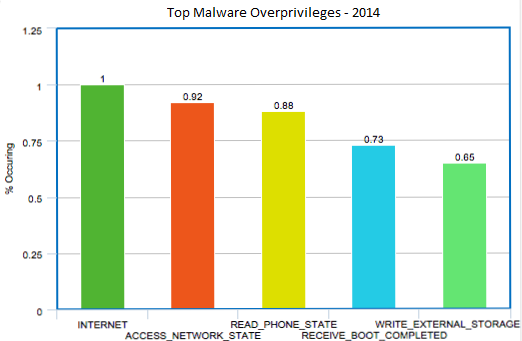 Top Malware Overprivileges - 2014
1.25
1
0.75
0.5
0.25
0
% Occuring
1
0.92
0.88
0.73
0.65
INTERNET
ACCESS_NETWORK_STATE
READ_PHONE_STATE
RECEIVE_BOOT_COMPLETED
WRITE_EXTERNAL_STORAGE